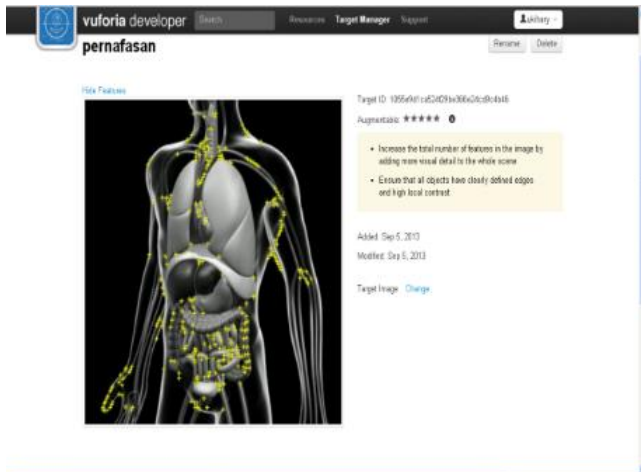 vuforia developer
Search
Resources Target Manager Support
pernafasan
Rename Delete
Hide Features
Target ID:
Augmentable: ★★★★★
• Increase the total number of features in the image by
adding more visual detail to the whole scene
• Ensure that all objects have clearly defined edges
and high local contrast
Added: Sep 5, 2013
Modified: Sep 5, 2013
Target Image: Change